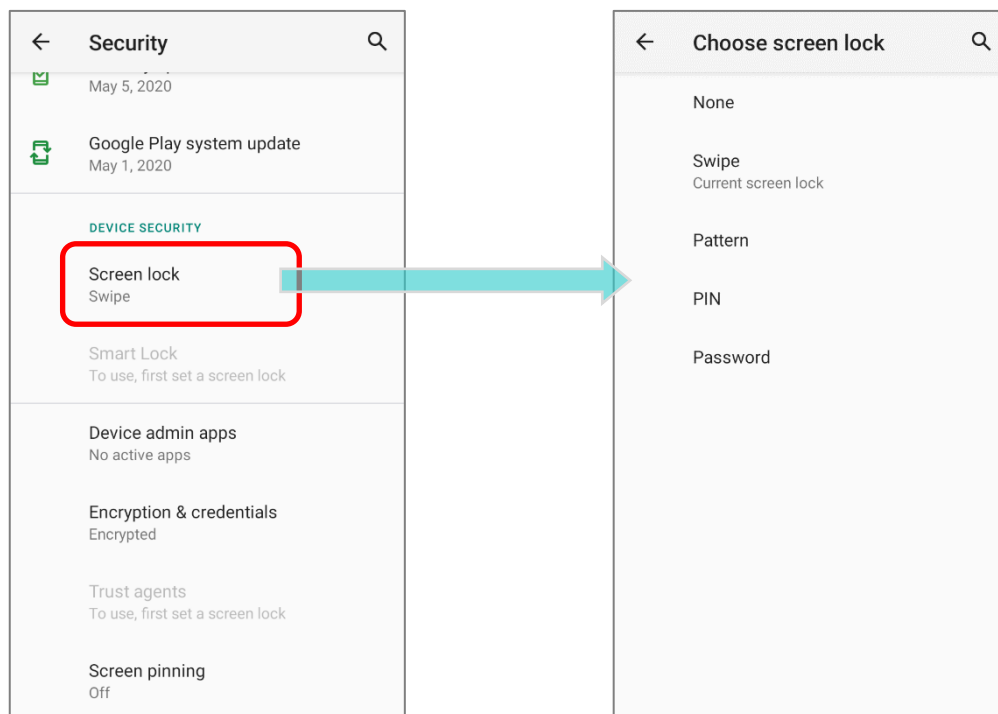 Security
May 5, 2020
Google Play system update
May 1, 2020
DEVICE SECURITY
Screen lock
Swipe
Smart Lock
To use, first set a screen lock
Device admin apps
No active apps
Encryption & credentials
Encrypted
Trust agents
To use, first set a screen lock
Screen pinning
Off
Choose screen lock
None
Swipe
Current screen lock
Pattern
PIN
Password